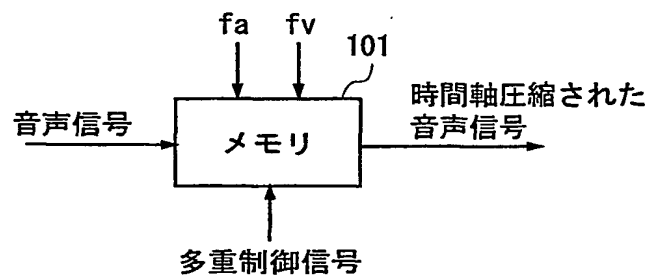 fa fv
101
音声信号
メモリ
時間軸圧縮された
音声信号
多重制御信号